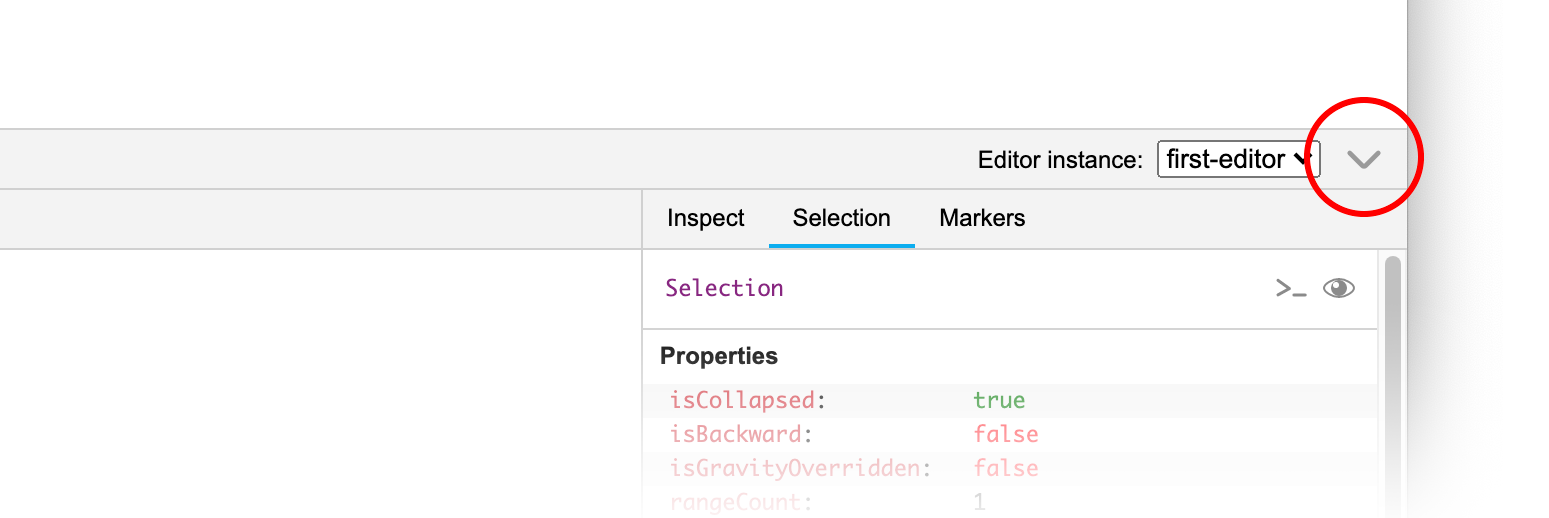 Editor instance: first-editor
Inspect Selection Markers
Selection >_
Properties
isCollapsed: true
isBackward: false
isGravityOverridden: false
rangeCount: 1